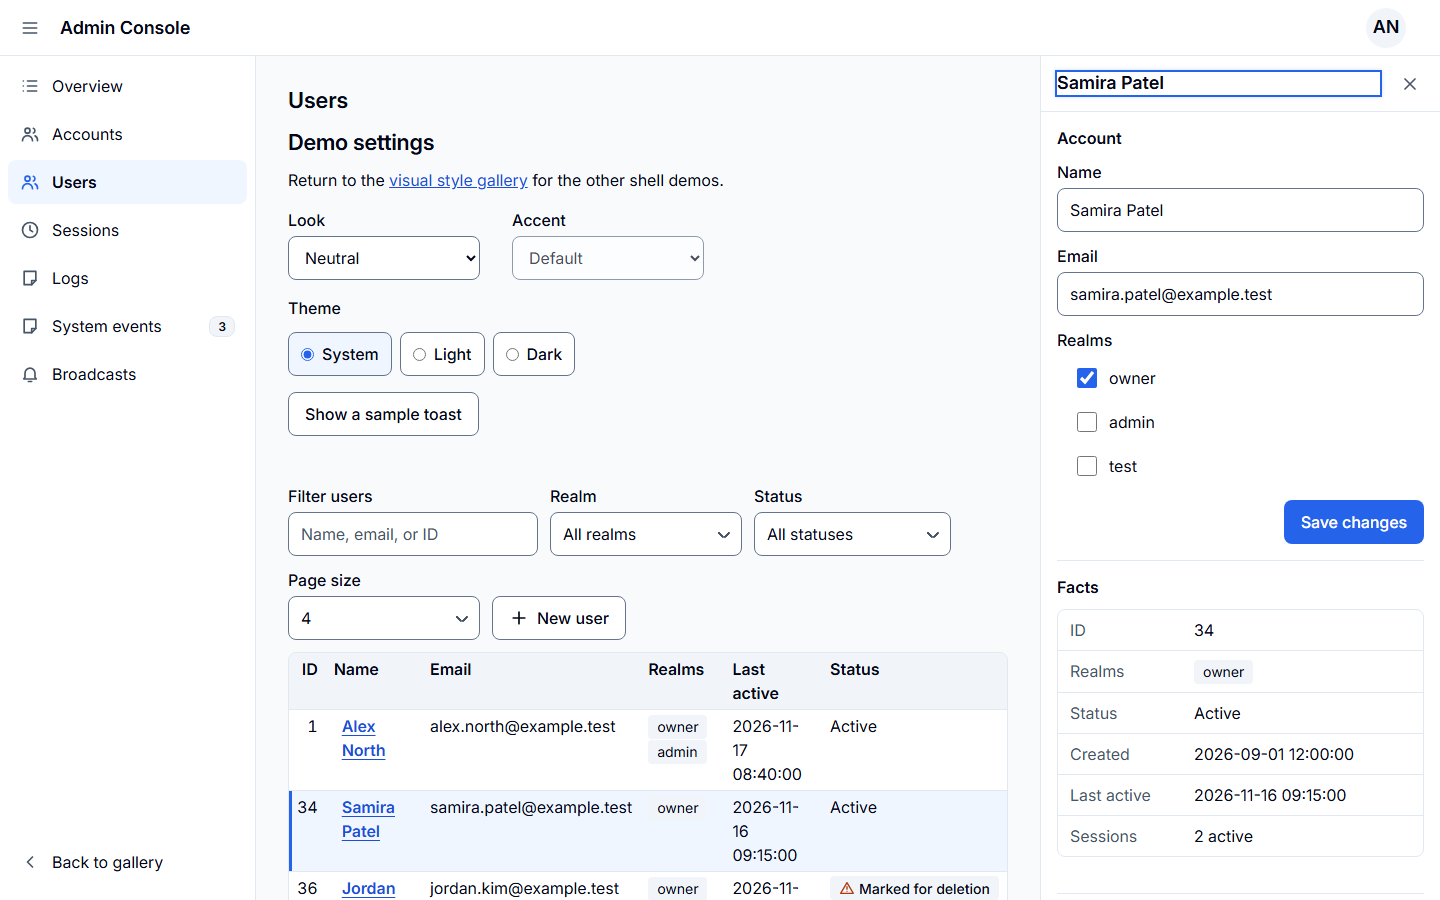 Admin Console
AN
Overview
Accounts
Users
Sessions
Logs
System events
3
Broadcasts
Back to gallery
Users
Demo settings
Return to the visual style gallery for the other shell demos.
Look
Accent
Neutral
Default
Theme
System
Light
Dark
Show a sample toast
Filter users
Realm
Status
Name, email, or ID
All realms
All statuses
Page size
4
New user
ID
Name
Email
Realms
Last
active
Status
1
Alex
North
alex.north@example.test
owner
admin
2026-11-
17
08:40:00
Active
34
Samira
Patel
samira.patel@example.test
owner
2026-11-
16
09:15:00
Active
36
Jordan
jordan.kim@example.test
owner
2026-11-
Marked for deletion
Samira Patel
Account
Name
Samira Patel
Email
samira.patel@example.test
Realms
owner
admin
test
Save changes
Facts
ID
34
Realms
owner
Status
Active
Created
2026-09-01 12:00:00
Last active
2026-11-16 09:15:00
Sessions
2 active